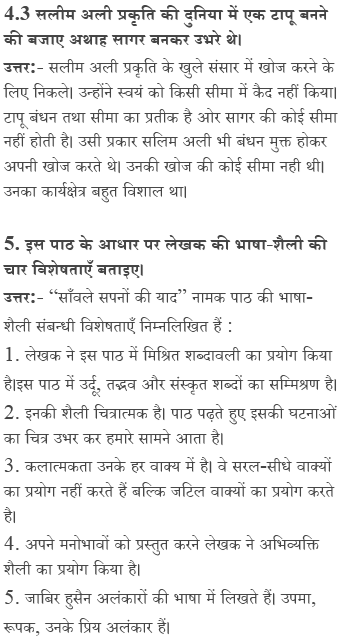 4.3 सलीम अली प्रकृति की दुनिया में एक टापू बनने
की बजाए अथाह सागर बनकर उभरे थे।
उत्तर:- सलीम अली प्रकृति के खुले संसार में खोज करने के
लिए निकले। उन्होंने स्वयं को किसी सीमा में कैद नहीं किया।
टापू बंधन तथा सीमा का प्रतीक है ओर सागर की कोई सीमा
नहीं होती है। उसी प्रकार सलिम अली भी बंधन मुक्त होकर
अपनी खोज करते थे। उनकी खोज की कोई सीमा नही थी।
उनका कार्यक्षेत्र बहुत विशाल था।
5. इस पाठ के आधार पर लेखक की भाषा-शैली की
चार विशेषताएँ बताइए।
उत्तर:- “साँवले सपनों की याद” नामक पाठ की भाषा-
शैली संबन्धी विशेषताएँ निम्नलिखित हैं :
1. लेखक ने इस पाठ में मिश्रित शब्दावली का प्रयोग किया
है।इस पाठ में उर्दू, तद्भव और संस्कृत शब्दों का सम्मिश्रण है।
2. इनकी शैली चित्रात्मक है। पाठ पढ़ते हुए इसकी घटनाओं
का चित्र उभर कर हमारे सामने आता है।
3. कलात्मकता उनके हर वाक्य में है। वे सरल-सीधे वाक्यों
का प्रयोग नहीं करते हैं बल्कि जटिल वाक्यों का प्रयोग करते
है।
4. अपने मनोभावों को प्रस्तुत करने लेखक ने अभिव्यक्ति
शैली का प्रयोग किया है।
5. जाबिर हुसैन अलंकारों की भाषा में लिखते हैं। उपमा,
रूपक, उनके प्रिय अलंकार हैं।